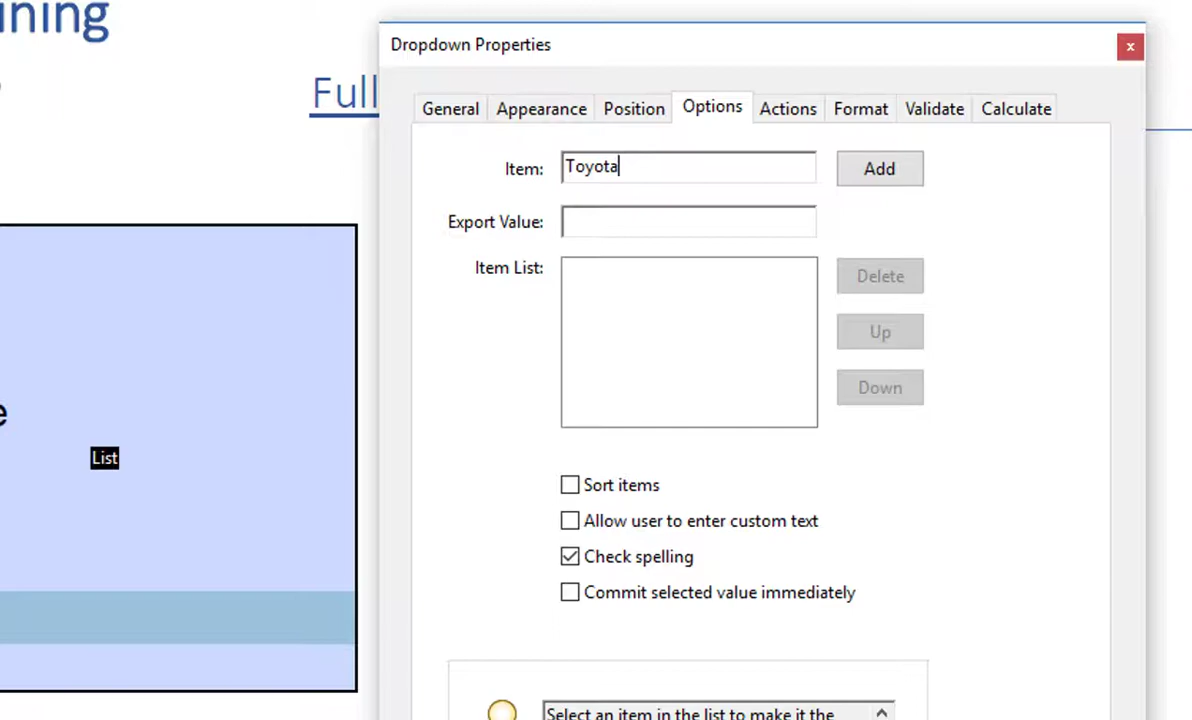 ining
Full
Dropdown Properties
x
General Appearance Position Options Actions Format Validate Calculate
Item: Toyota Add
Export Value:
Item List:
Delete
Up
Down
e
List
Sort items
Allow user to enter custom text
Check spelling
Commit selected value immediately
Select an item in the list to make it the